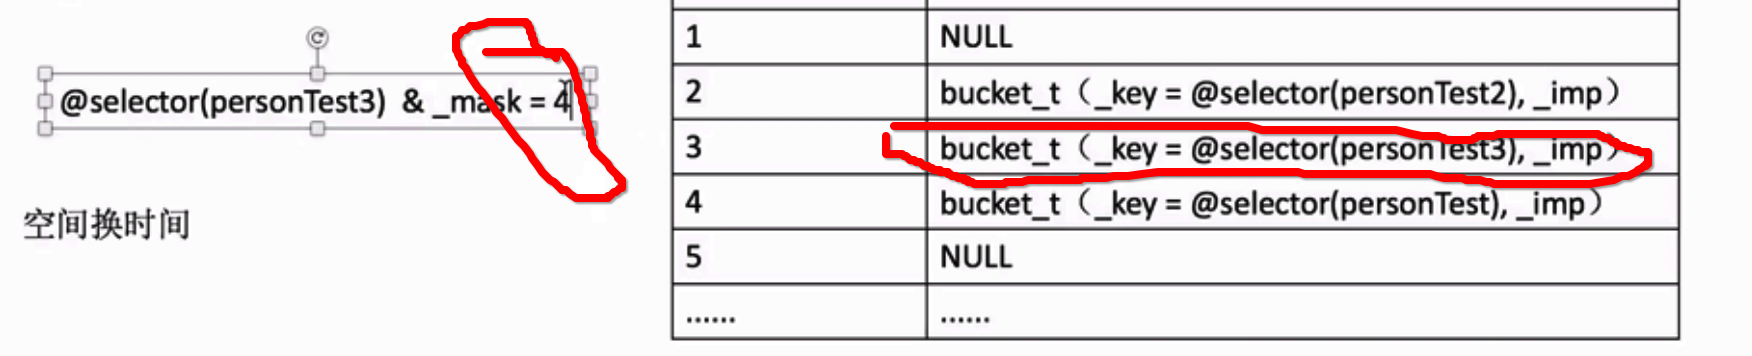 @selector(personTest3) & _mask = 4
空间换时间
1 NULL
2 bucket_t（_key = @selector(personTest2), _imp）
3 bucket_t（_key = @selector(personTest3), _imp）
4 bucket_t（_key = @selector(personTest), _imp）
5 NULL
...... ......